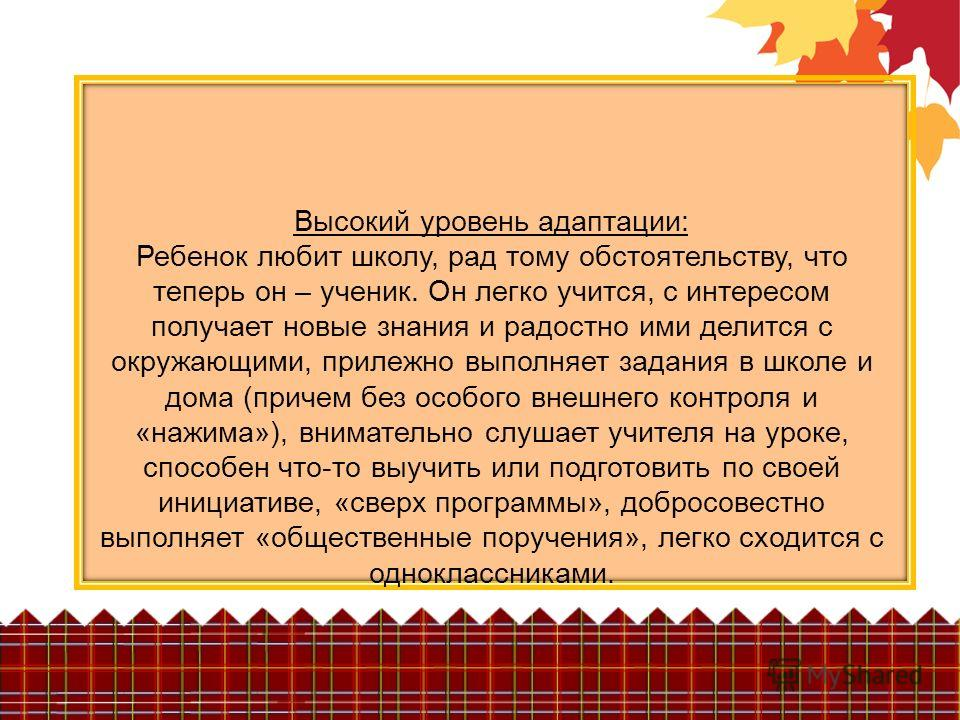 Высокий уровень адаптации:
Ребенок любит школу, рад тому обстоятельству, что
теперь он – ученик. Он легко учится, с интересом
получает новые знания и радостно ими делится с
окружающими, прилежно выполняет задания в школе и
дома (причем без особого внешнего контроля и
«нажима»), внимательно слушает учителя на уроке,
способен что-то выучить или подготовить по своей
инициативе, «сверх программы», добросовестно
выполняет «общественные поручения», легко сходится с
одноклассниками.
MyShared